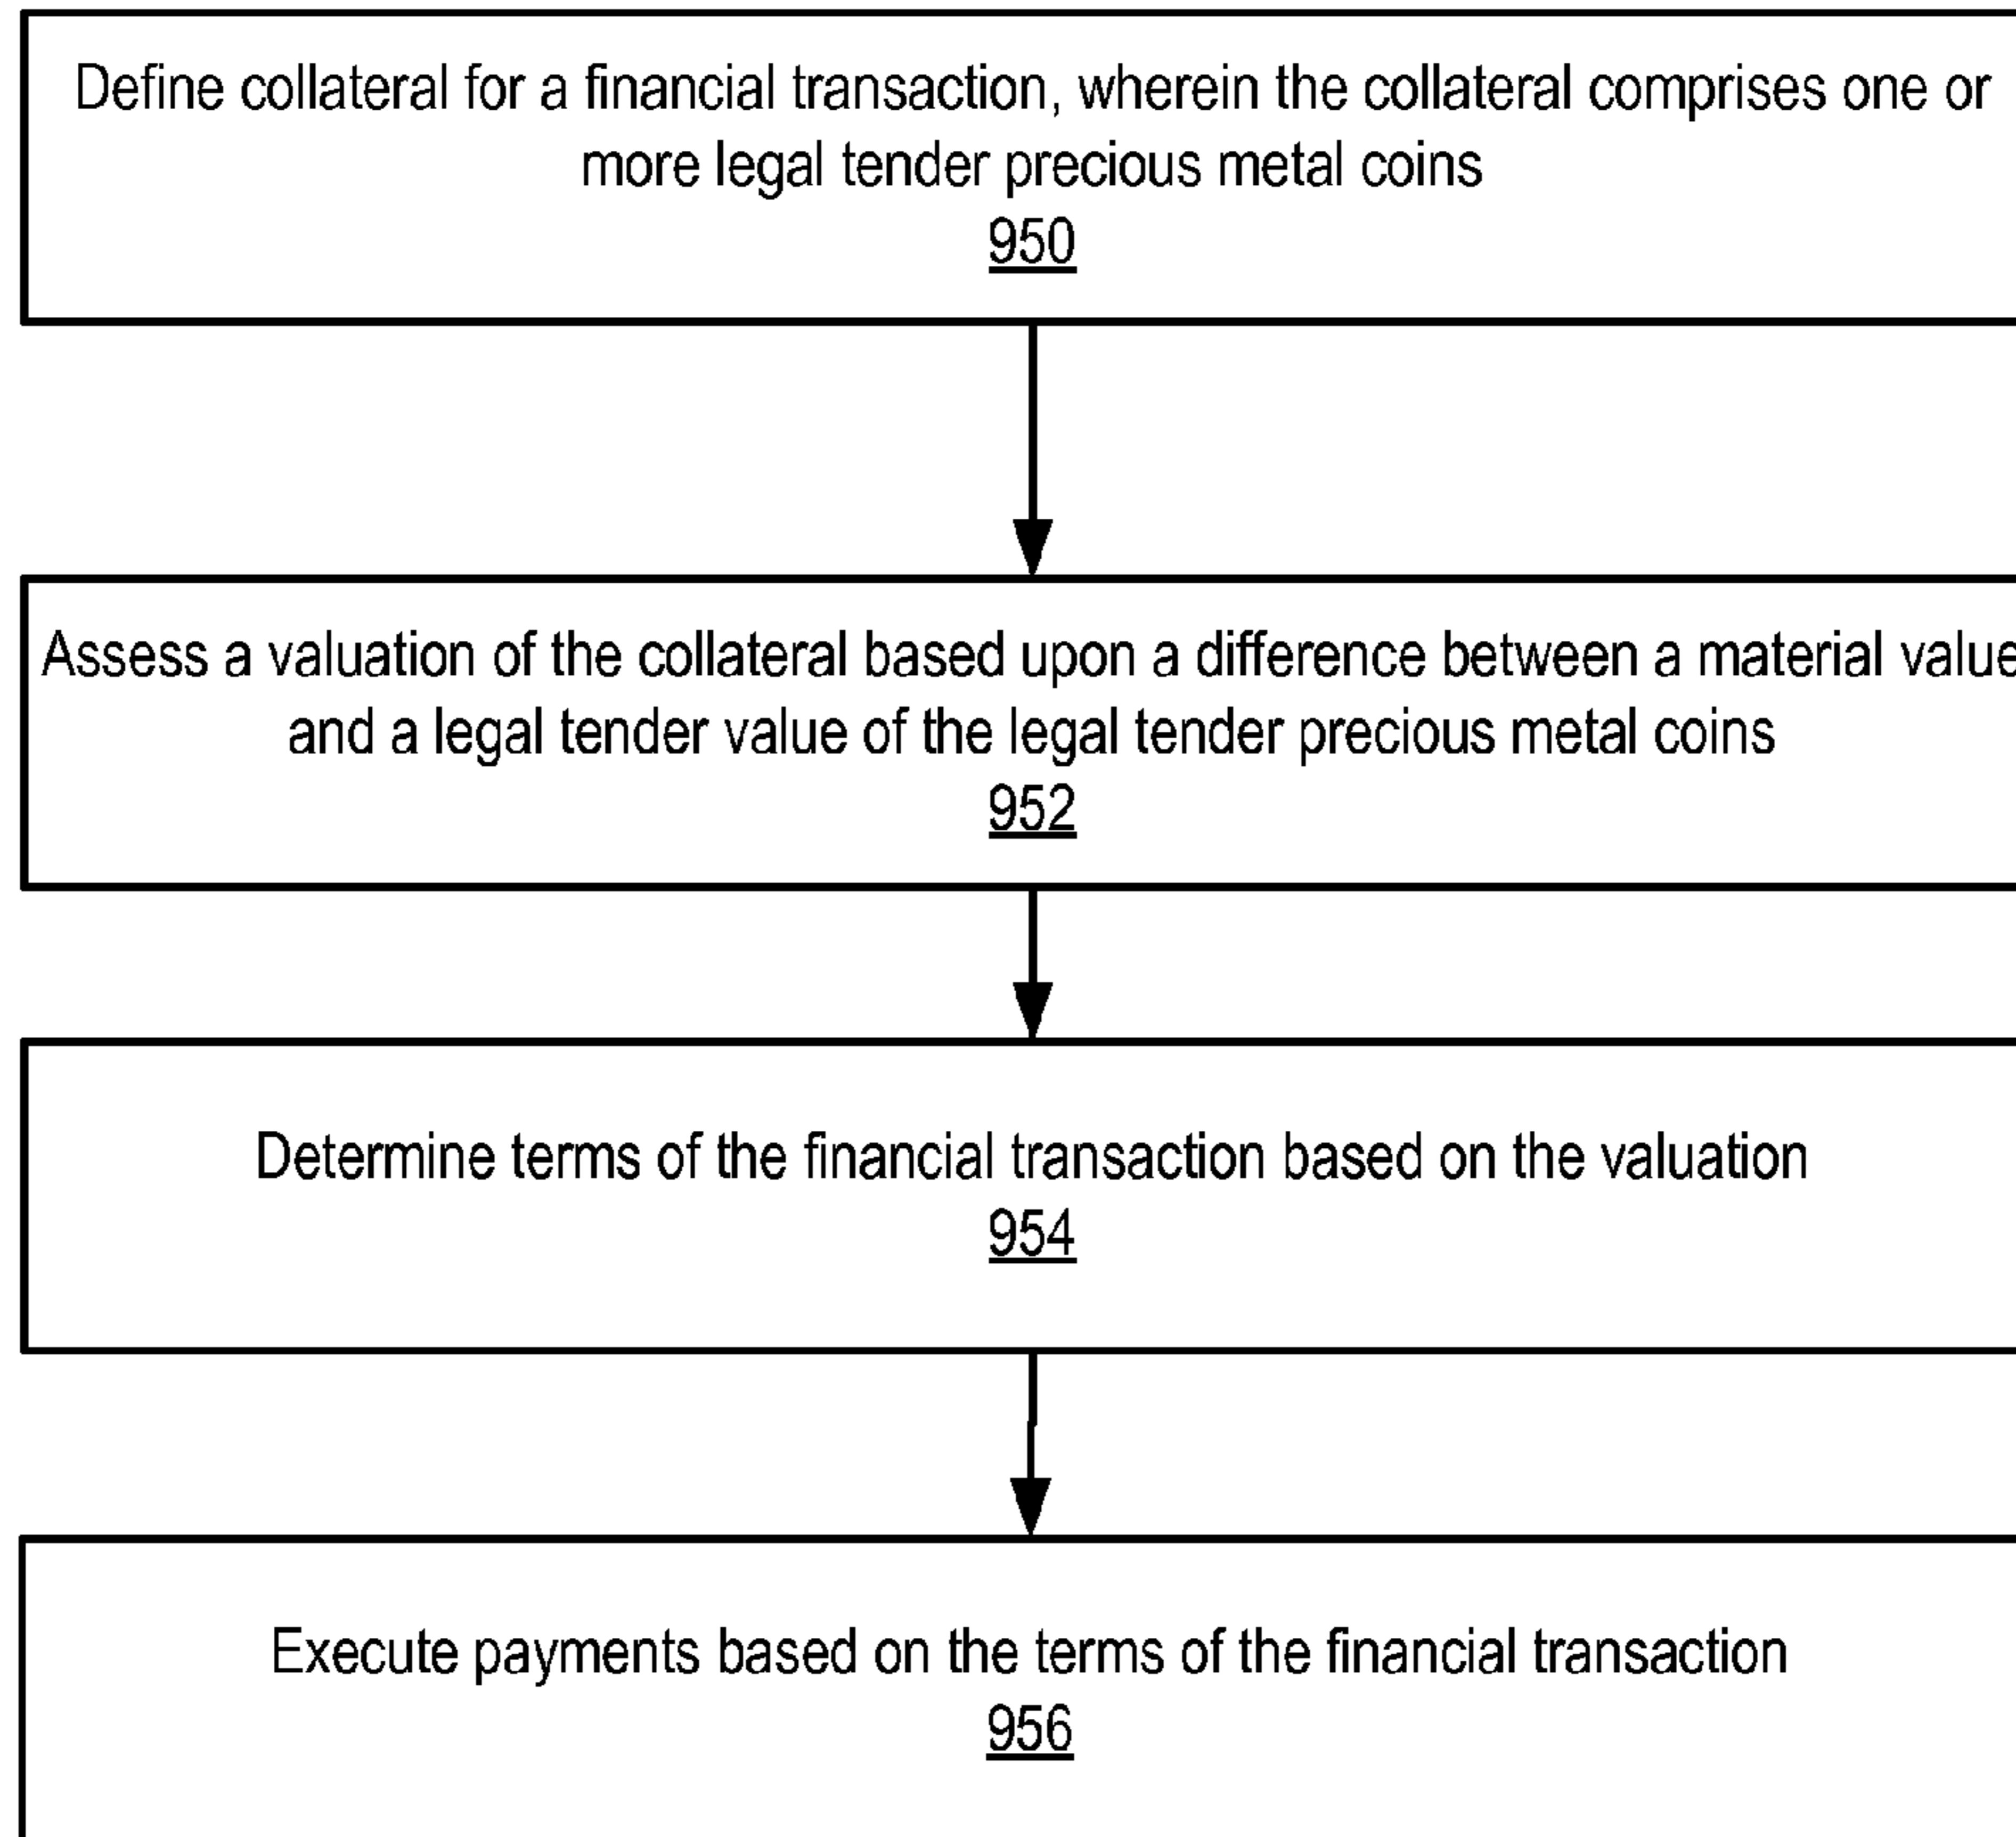 Define collateral for a financial transaction, wherein the collateral comprises one or
more legal tender precious metal coins
950
Assess a valuation of the collateral based upon a difference between a material value
and a legal tender value of the legal tender precious metal coins
952
Determine terms of the financial transaction based on the valuation
954
Execute payments based on the terms of the financial transaction
956